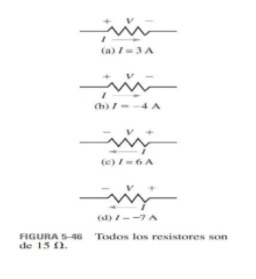 + V −
I
(a) I = 3 A
+ V −
I
(b) I = −4 A
− V +
I
(c) I = 6 A
− V +
I
(d) I = −7 A
FIGURA 5-46 Todos los resistores son
de 15 Ω.